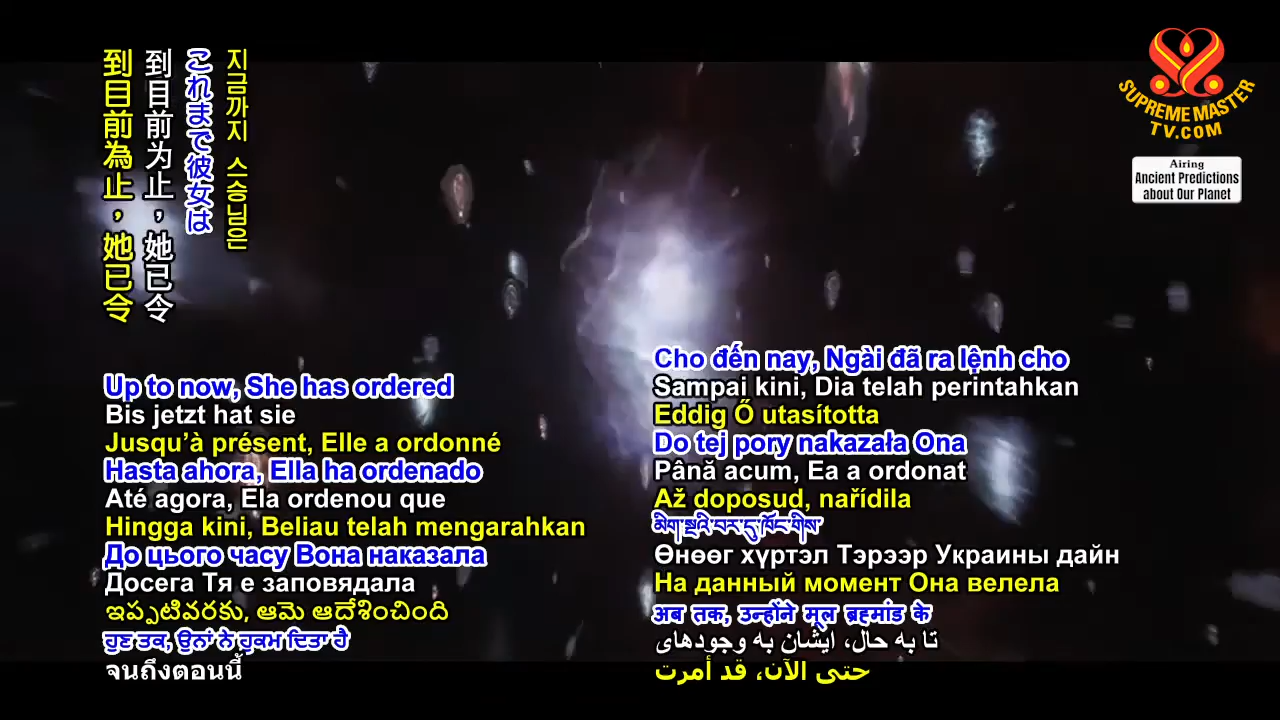 到目前為止，她已令
到目前为止，她已令
これまで彼女は
지금까지 스승님은
SUPREME MASTER
TV.COM
Airing
Ancient Predictions
about Our Planet
Up to now, She has ordered
Bis jetzt hat sie
Jusqu’à présent, Elle a ordonné
Hasta ahora, Ella ha ordenado
Até agora, Ela ordenou que
Hingga kini, Beliau telah mengarahkan
До цього часу Вона наказала
Досега Тя е заповядала
ఇప్పటివరకు, ఆమె ఆదేశించింది
ਹੁਣ ਤਕ, ਉਨਾਂ ਨੇ ਹੁਕਮ ਦਿਤਾ ਹੈ
จนถึงตอนนี้
Cho đến nay, Ngài đã ra lệnh cho
Sampai kini, Dia telah perintahkan
Eddig Ő utasította
Do tej pory nakazała Ona
Până acum, Ea a ordonat
Až doposud, nařídila
མིག་སྔའི་བར་དུ་ཁོང་གིས་
Өнөөг хүртэл Тэрээр Украины дайн
На данный момент Она велела
अब तक, उन्होंने मूल ब्रह्मांड के
تا به حال، ایشان به وجودهای
حتى الآن، قد أمرت